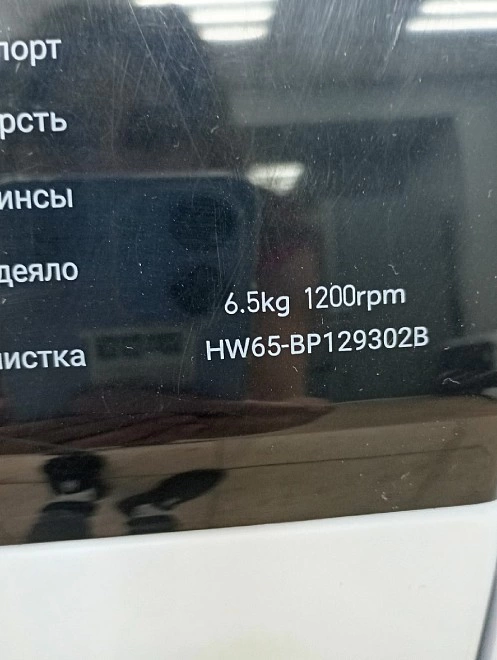 порт
рсть
инсы
деяло
истка
6.5kg 1200rpm
HW65-BP129302B